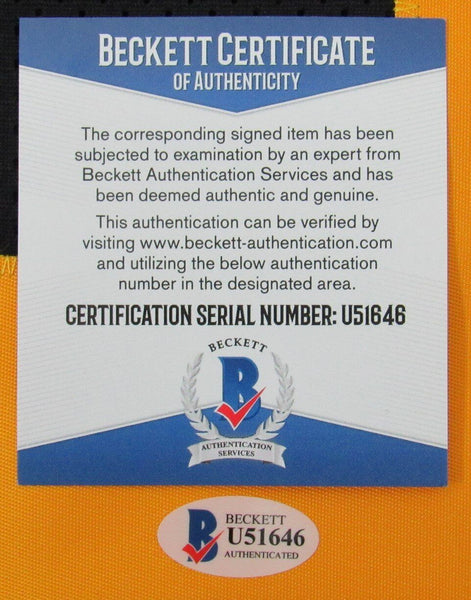 BECKETT CERTIFICATE
OF AUTHENTICITY
The corresponding signed item has been
subjected to examination by an expert from
Beckett Authentication Services and has
been deemed authentic and genuine.
This authentication can be verified by
visiting www.beckett-authentication.com
and utilizing the below authentication
number in the designated area.
CERTIFICATION SERIAL NUMBER: U51646
BECKETT
B
AUTHENTICATION
SERVICES
B
BECKETT
U51646
AUTHENTICATED